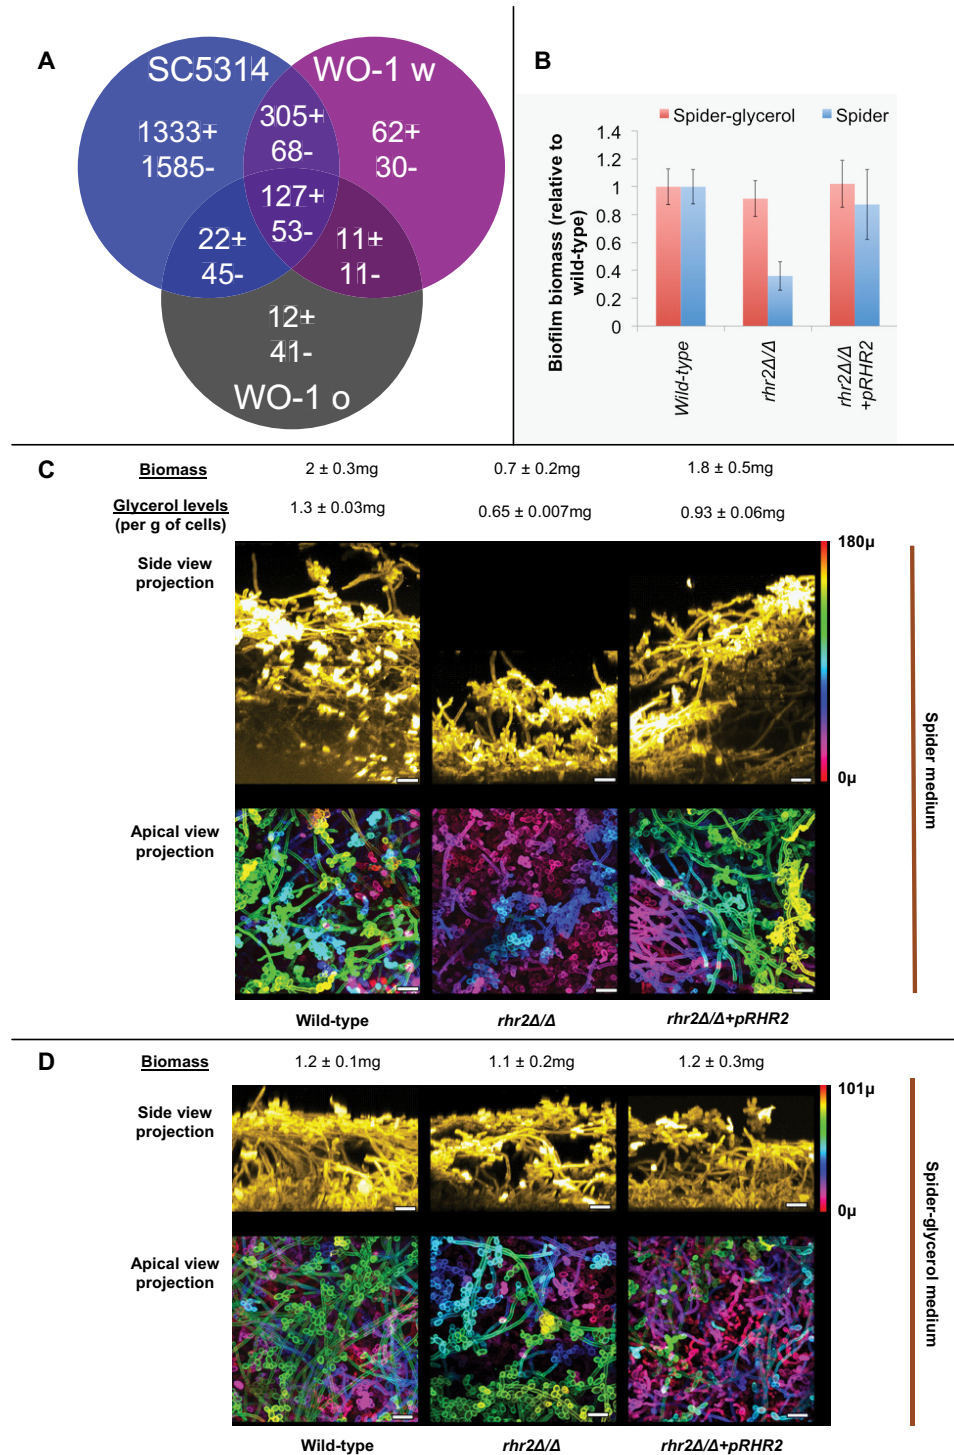 A
SC5314
WO-1 w
1333+
1585-
305+
68-
62+
30-
127+
53-
22+
45-
11+
11-
12+
41-
WO-1 o
B
Spider-glycerol
Spider
Biofilm biomass (relative to
wild-type)
1.4
1.2
1
0.8
0.6
0.4
0.2
0
Wild-type
rhr2Δ/Δ
rhr2Δ/Δ
+pRHR2
C
Biomass
2 ± 0.3mg
0.7 ± 0.2mg
1.8 ± 0.5mg
Glycerol levels
(per g of cells)
1.3 ± 0.03mg
0.65 ± 0.007mg
0.93 ± 0.06mg
Side view
projection
180µ
0µ
Apical view
projection
Spider medium
Wild-type
rhr2Δ/Δ
rhr2Δ/Δ+pRHR2
D
Biomass
1.2 ± 0.1mg
1.1 ± 0.2mg
1.2 ± 0.3mg
Side view
projection
101µ
0µ
Apical view
projection
Spider-glycerol medium
Wild-type
rhr2Δ/Δ
rhr2Δ/Δ+pRHR2